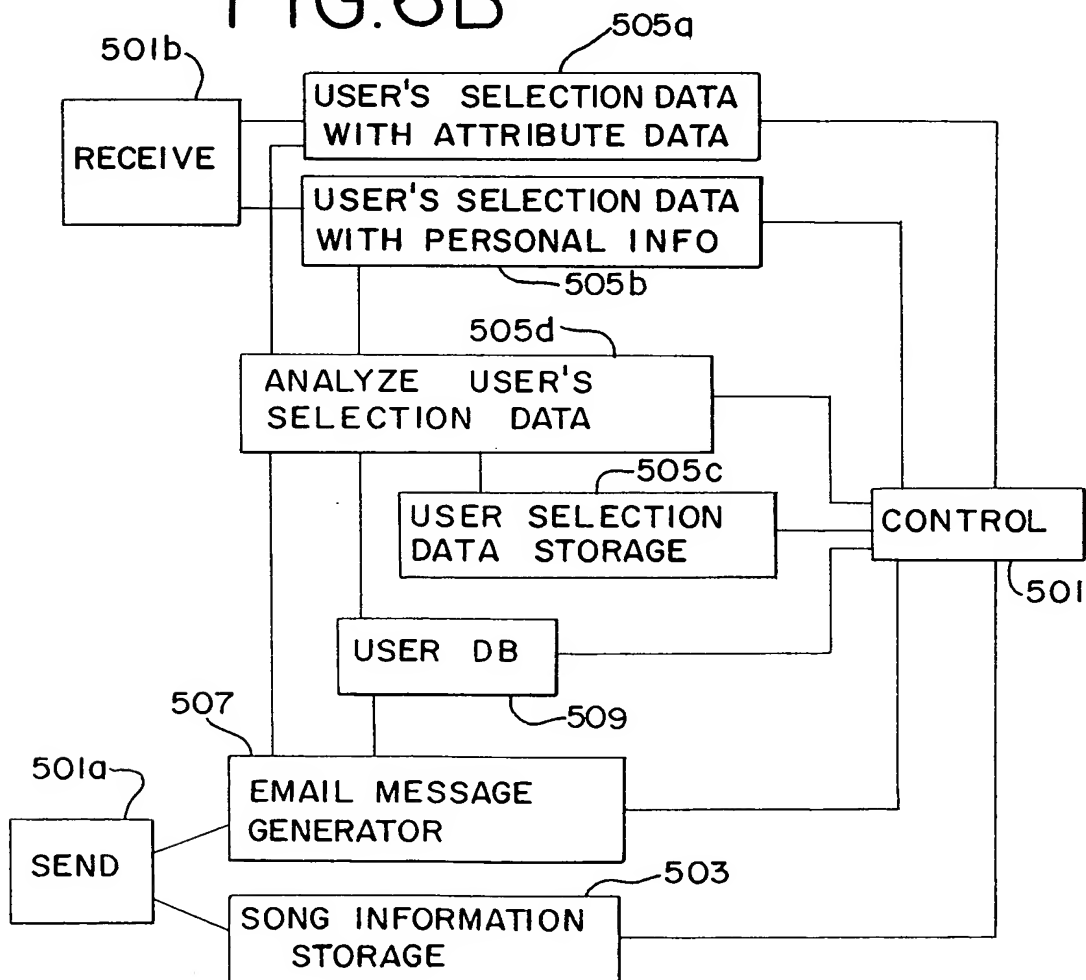 FIG. 6B
501b
505a
USER'S SELECTION DATA
WITH ATTRIBUTE DATA
RECEIVE
USER'S SELECTION DATA
WITH PERSONAL INFO
505b
505d
ANALYZE USER'S
SELECTION DATA
505c
USER SELECTION
DATA STORAGE
CONTROL
501
USER DB
509
507
501a
EMAIL MESSAGE
GENERATOR
SEND
503
SONG INFORMATION
STORAGE